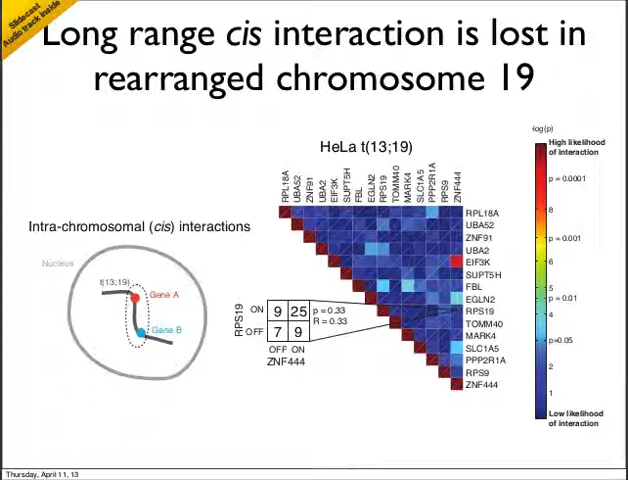 Slidecast
Audio track inside
Long range cis interaction is lost in
rearranged chromosome 19
HeLa t(13;19)
RPL18A
UBA52
ZNF91
UBA2
EIF3K
SUPT5H
FBL
EGLN2
RPS19
TOMM40
MARK4
SLC1A5
PPP2R1A
RPS9
ZNF444
RPL18A
UBA52
ZNF91
UBA2
EIF3K
SUPT5H
FBL
EGLN2
RPS19
TOMM40
MARK4
SLC1A5
PPP2R1A
RPS9
ZNF444
Intra-chromosomal (cis) interactions
Nucleus
t(13;19)
Gene A
Gene B
RPS19
ON 9 25
OFF 7 9
OFF ON
ZNF444
p = 0.33
R = 0.33
-log(p)
High likelihood
of interaction
p = 0.0001
8
p = 0.001
6
5
p = 0.01
4
p=0.05
2
1
Low likelihood
of interaction
Thursday, April 11, 13